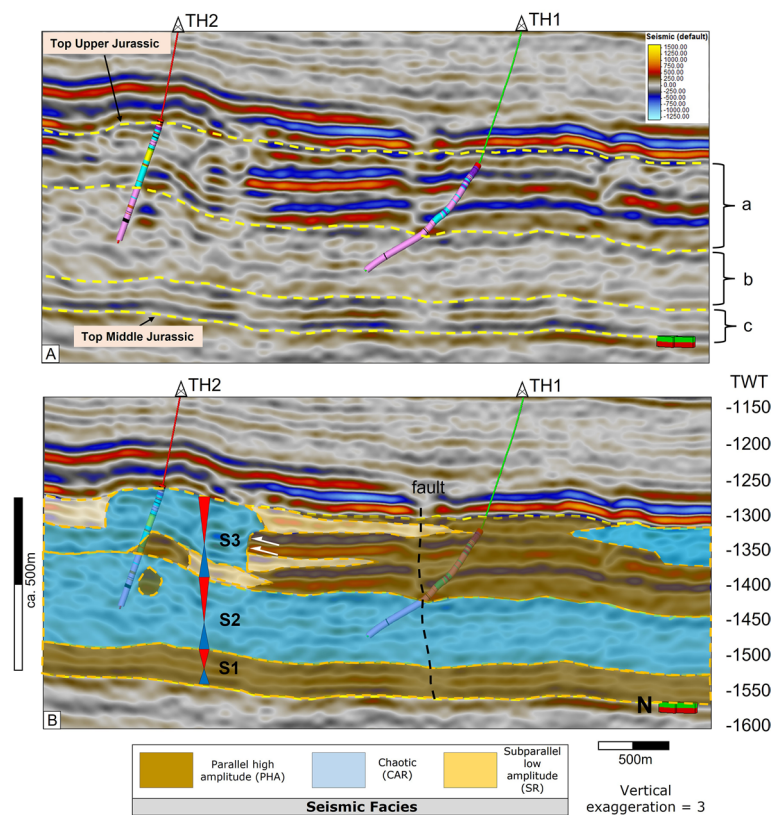 TH2
TH1
Top Upper Jurassic
Seismic (default)
1500.00
1250.00
1000.00
750.00
500.00
250.00
0.00
-250.00
-500.00
-750.00
-1000.00
-1250.00
a
b
c
Top Middle Jurassic
A
TH2
TH1
TWT
-1150
-1200
-1250
-1300
-1350
-1400
-1450
-1500
-1550
-1600
fault
S3
S2
S1
ca. 500m
N
B
Parallel high
amplitude (PHA)
Chaotic
(CAR)
Subparallel
low
amplitude
(SR)
Seismic Facies
500m
Vertical
exaggeration = 3